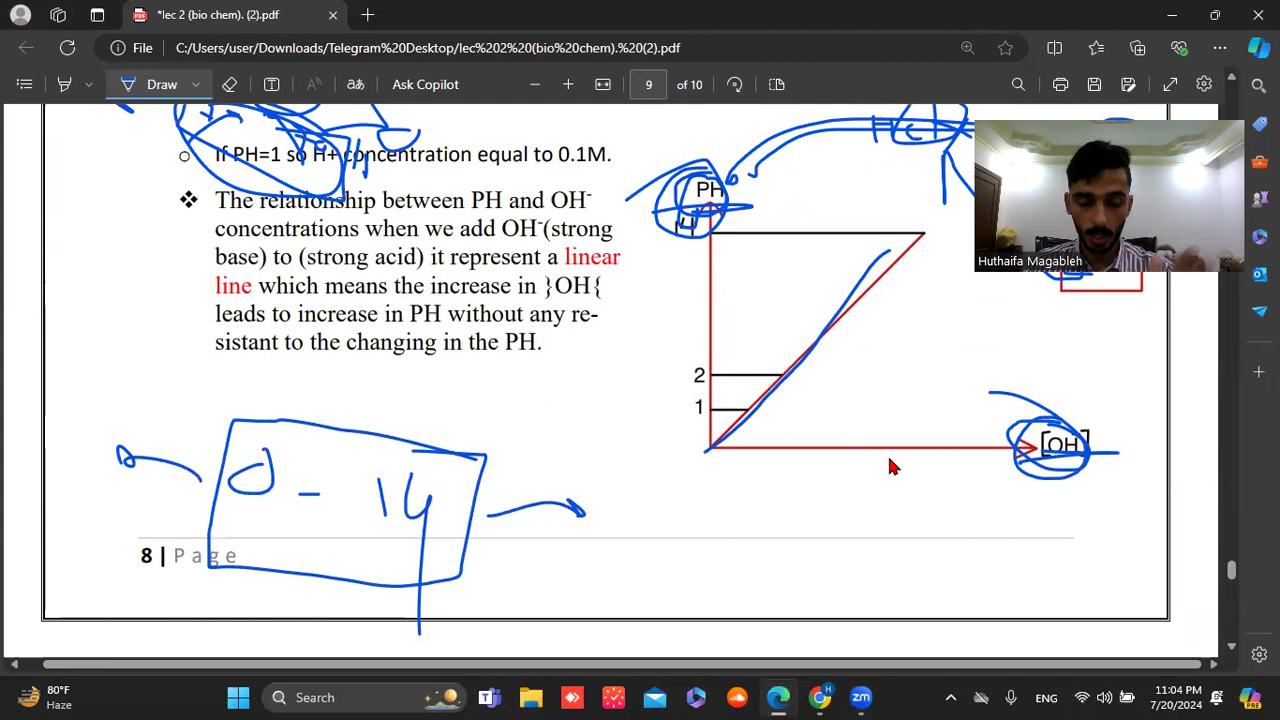 *lec 2 (bio chem). (2).pdf
File
C:/Users/user/Downloads/Telegram%20Desktop/lec%202%20(bio%20chem).%20(2).pdf
Draw
Ask Copilot
9
of 10
If PH=1 so H+ concentration equal to 0.1M.
The relationship between PH and OH-
concentrations when we add OH-(strong
base) to (strong acid) it represent a linear
line which means the increase in }OH{
leads to increase in PH without any re-
sistant to the changing in the PH.
PH
14
2
1
[OH]
0 - 14
8 | Page
Huthaifa Magableh
80°F
Haze
Search
ENG
11:04 PM
7/20/2024